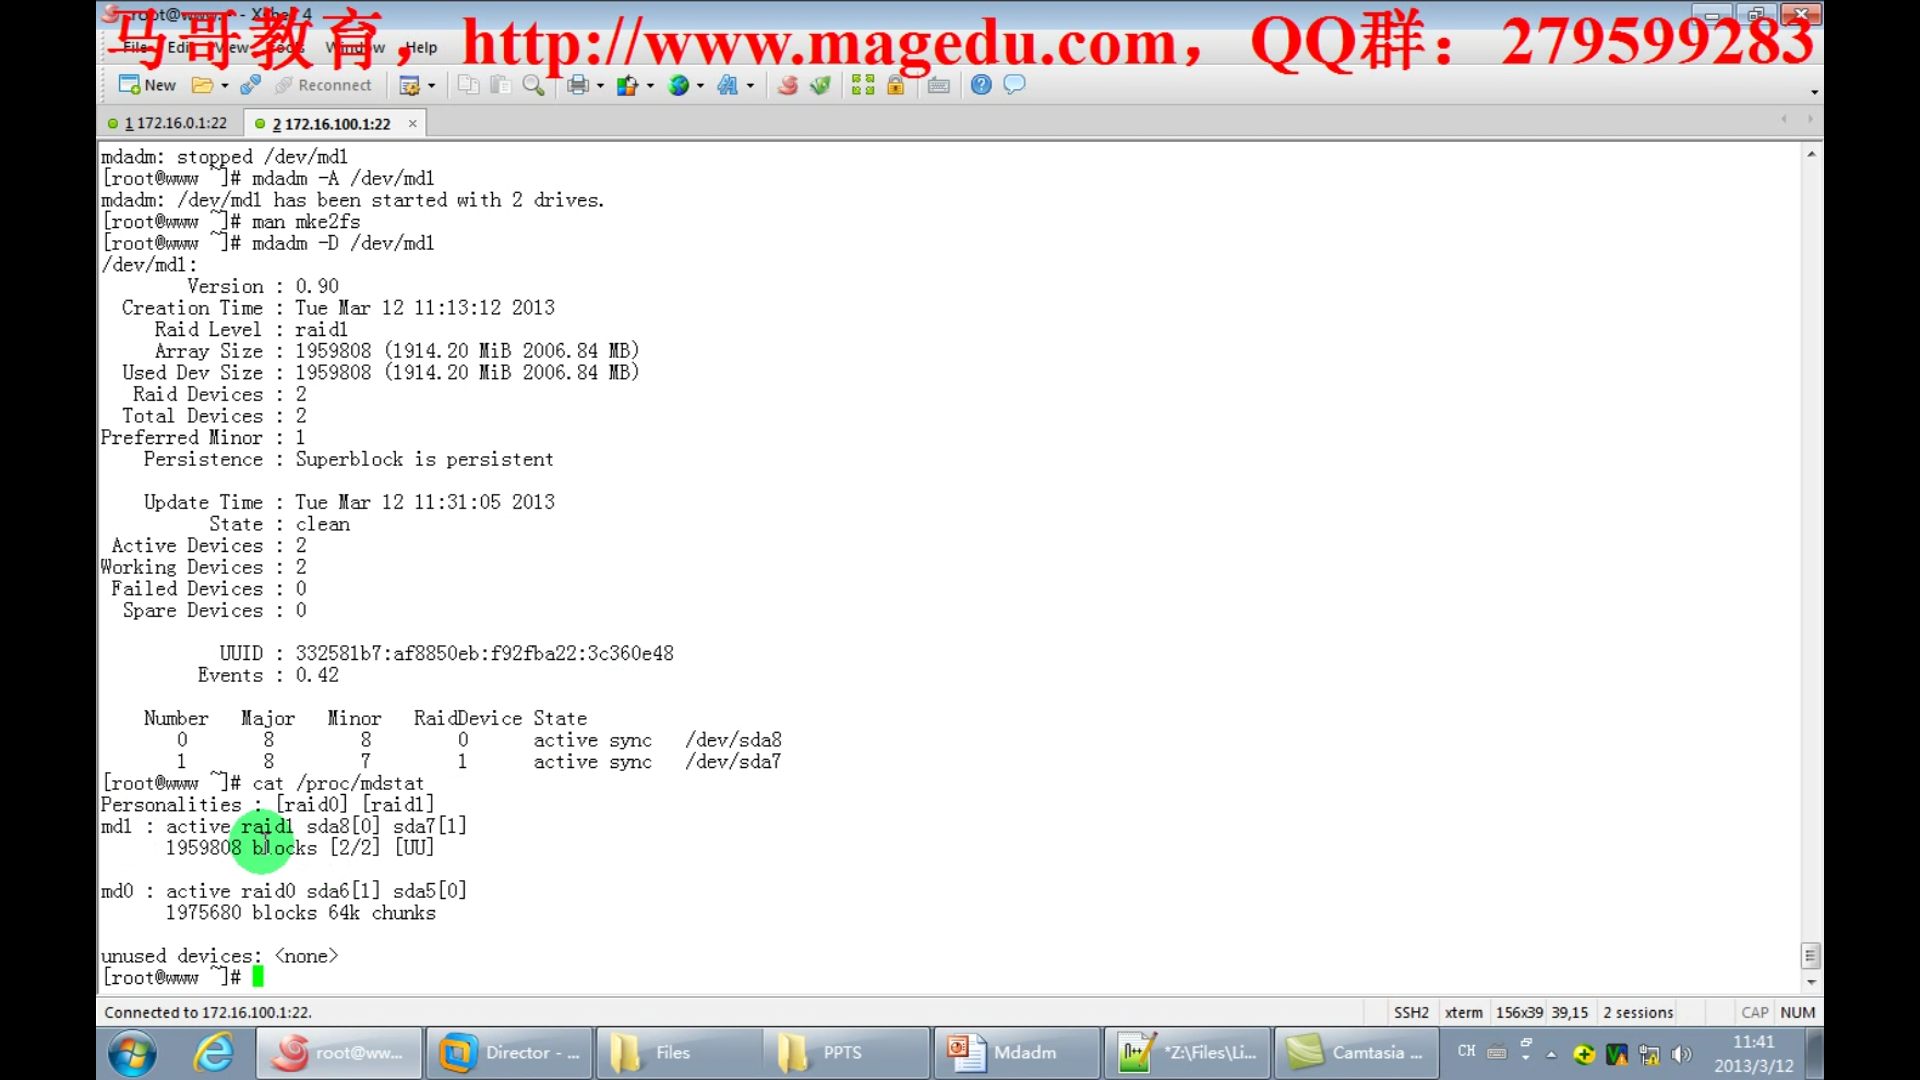 root@www:~ - Xshell 4
马哥教育，http://www.magedu.com，QQ群：279599283
File Edit View Tools Window Help
New Reconnect
1 172.16.0.1:22 2 172.16.100.1:22
mdadm: stopped /dev/md1
[root@www ~]# mdadm -A /dev/md1
mdadm: /dev/md1 has been started with 2 drives.
[root@www ~]# man mke2fs
[root@www ~]# mdadm -D /dev/md1
/dev/md1:
Version : 0.90
Creation Time : Tue Mar 12 11:13:12 2013
Raid Level : raid1
Array Size : 1959808 (1914.20 MiB 2006.84 MB)
Used Dev Size : 1959808 (1914.20 MiB 2006.84 MB)
Raid Devices : 2
Total Devices : 2
Preferred Minor : 1
Persistence : Superblock is persistent
Update Time : Tue Mar 12 11:31:05 2013
State : clean
Active Devices : 2
Working Devices : 2
Failed Devices : 0
Spare Devices : 0
UUID : 332581b7:af8850eb:f92fba22:3c360e48
Events : 0.42
Number Major Minor RaidDevice State
0 8 8 0 active sync /dev/sda8
1 8 7 1 active sync /dev/sda7
[root@www ~]# cat /proc/mdstat
Personalities : [raid0] [raid1]
md1 : active raid1 sda8[0] sda7[1]
1959808 blocks [2/2] [UU]
md0 : active raid0 sda6[1] sda5[0]
1975680 blocks 64k chunks
unused devices: <none>
[root@www ~]#
Connected to 172.16.100.1:22. SSH2 xterm 156x39 39,15 2 sessions CAP NUM
root@ww... Director - ... Files PPTS Mdadm *Z:\Files\Li... Camtasia ... CH 11:41
2013/3/12